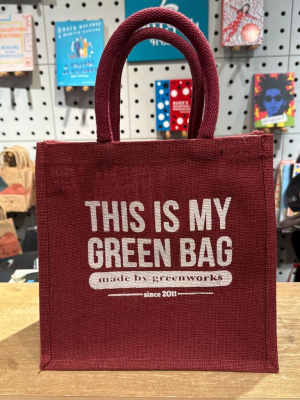 THIS IS MY
GREEN BAG
made by greenworks
since 2011